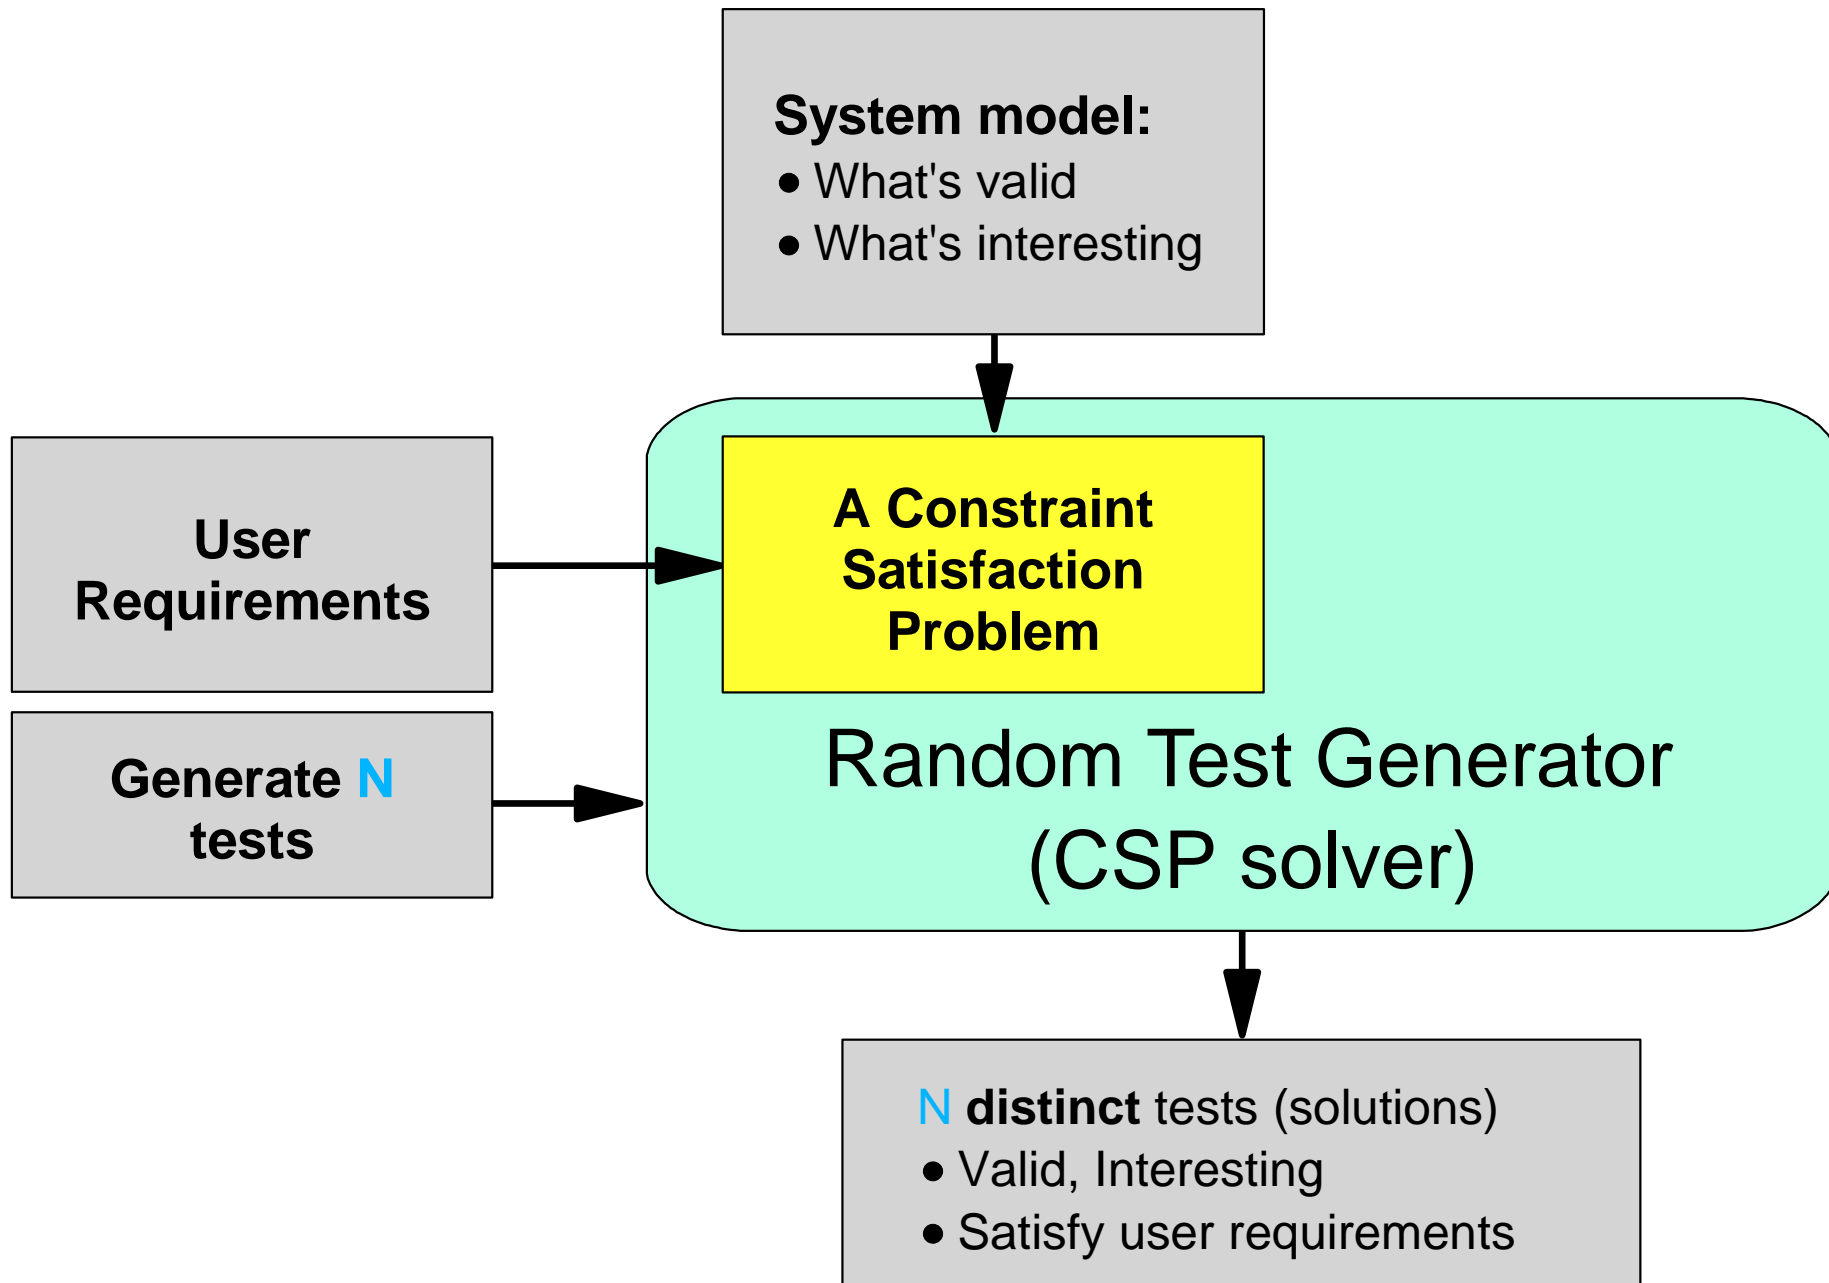 System model:
● What's valid
● What's interesting
User
Requirements
A Constraint
Satisfaction
Problem
Generate N
tests
Random Test Generator
(CSP solver)
N distinct tests (solutions)
● Valid, Interesting
● Satisfy user requirements